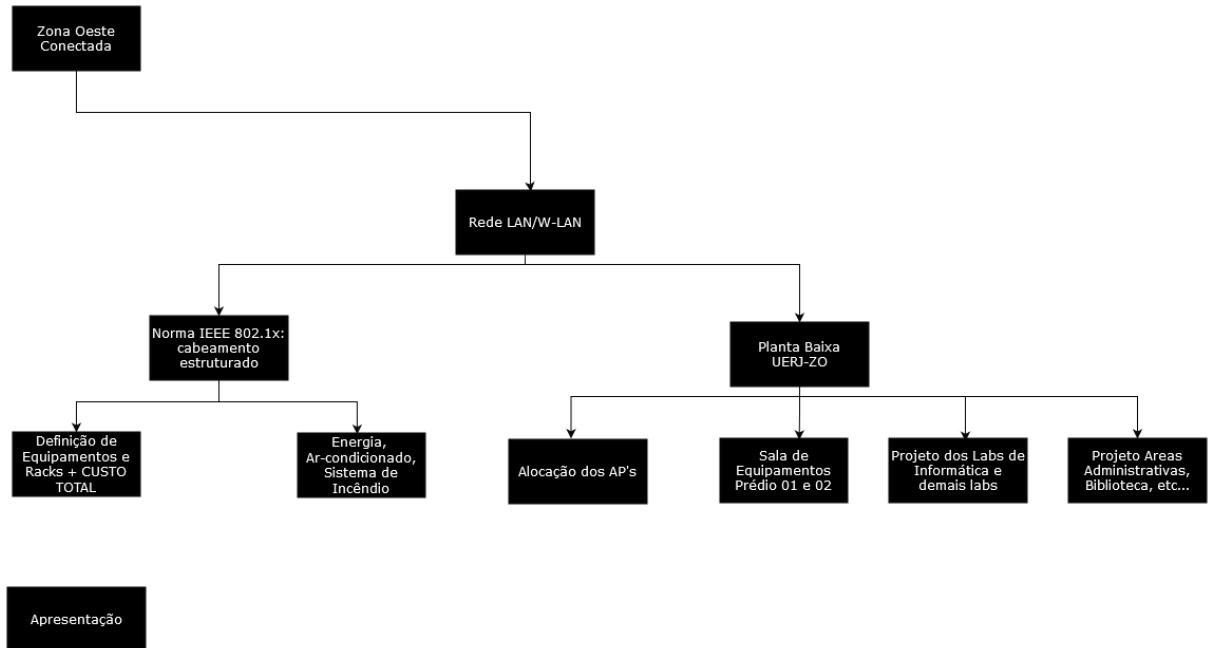 Zona Oeste
Conectada
Rede LAN/W-LAN
Norma IEEE 802.1x:
cabeamento
estruturado
Planta Baixa
UERJ-ZO
Definição de
Equipamentos e
Racks + CUSTO
TOTAL
Energia,
Ar-condicionado,
Sistema de
Incêndio
Alocação dos AP's
Sala de
Equipamentos
Prédio 01 e 02
Projeto dos Labs de
Informática e
demais labs
Projeto Areas
Administrativas,
Biblioteca, etc...
Apresentação